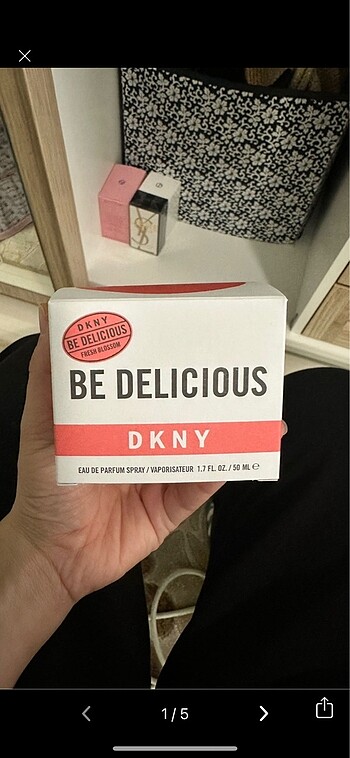 DKNY
BE DELICIOUS
FRESH BLOSSOM
BE DELICIOUS
DKNY
EAU DE PARFUM SPRAY / VAPORISATEUR 1.7 FL. OZ. / 50 ML ℮
1/5